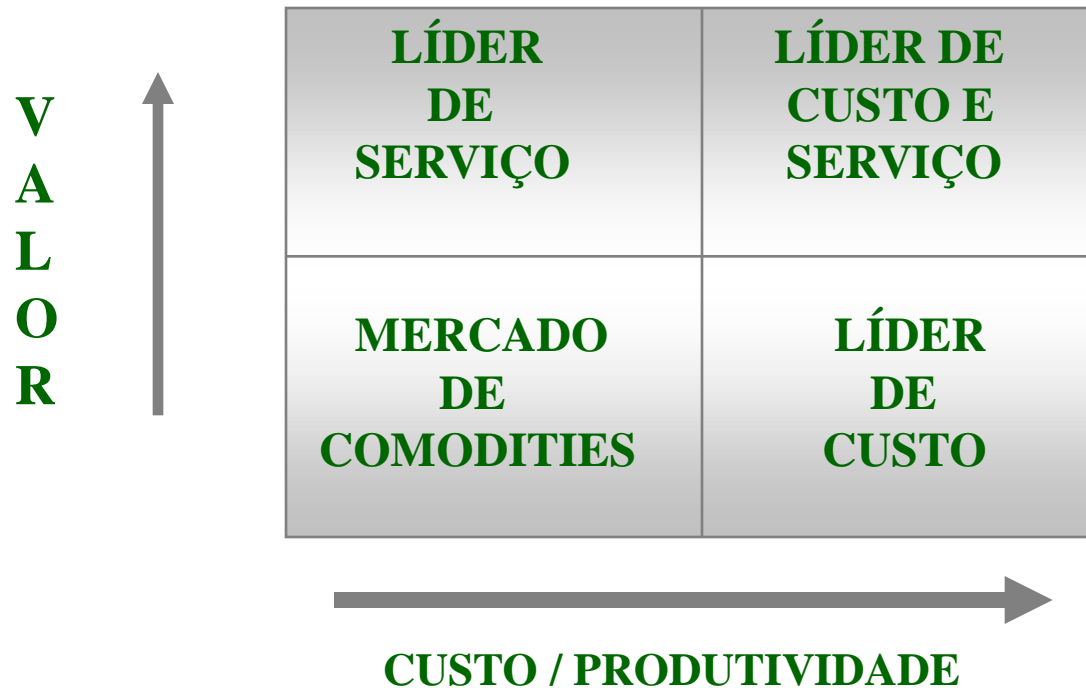 V
A
L
O
R
LÍDER
DE
SERVIÇO
LÍDER DE
CUSTO E
SERVIÇO
MERCADO
DE
COMODITIES
LÍDER
DE
CUSTO
CUSTO / PRODUTIVIDADE